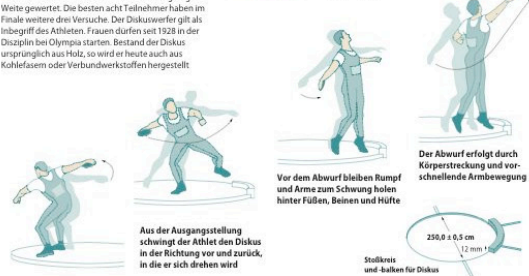 Weite gewertet. Die besten acht Teilnehmer haben im
Finale weitere drei Versuche. Der Diskuswerfer gilt als
Inbegriff des Athleten. Frauen dürfen seit 1928 in der
Disziplin bei Olympia starten. Bestand der Diskus
ursprünglich aus Holz, so wird er heute auch aus
Kohlefasern oder Verbundwerkstoffen hergestellt
Aus der Ausgangsstellung
schwingt der Athlet den Diskus
in der Richtung vor und zurück,
in die er sich drehen wird
Vor dem Abwurf bleiben Rumpf
und Arme zum Schwung holen
hinter Füßen, Beinen und Hüfte
Der Abwurf erfolgt durch
Körperstreckung und vor-
schnellende Armbewegung
250,0 ± 0,5 cm
12 mm
Stoßkreis
und -balken für Diskus